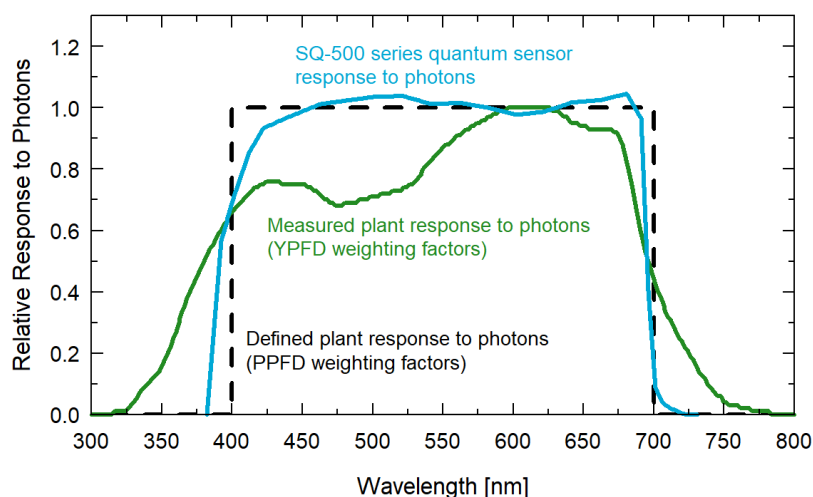 1.2
1.0
0.8
0.6
0.4
0.2
0.0
Relative Response to Photons
SQ-500 series quantum sensor
response to photons
Measured plant response to photons
(YPFD weighting factors)
Defined plant response to photons
(PPFD weighting factors)
300 350 400 450 500 550 600 650 700 750 800
Wavelength [nm]